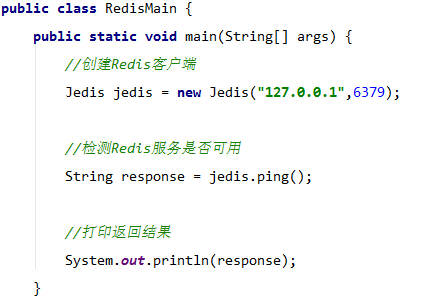 public class RedisMain {
public static void main(String[] args) {
//创建Redis客户端
Jedis jedis = new Jedis("127.0.0.1",6379);
//检测Redis服务是否可用
String response = jedis.ping();
//打印返回结果
System.out.println(response);
}